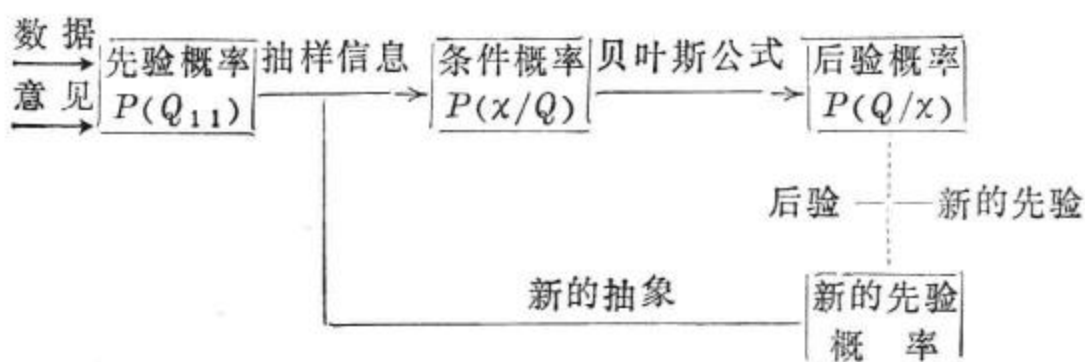 数据
意见
先验概率
P(Q₁₁)
抽样信息
条件概率
P(x/Q)
贝叶斯公式
后验概率
P(Q/x)
后验
新的先验
新的抽象
新的先验
概 率